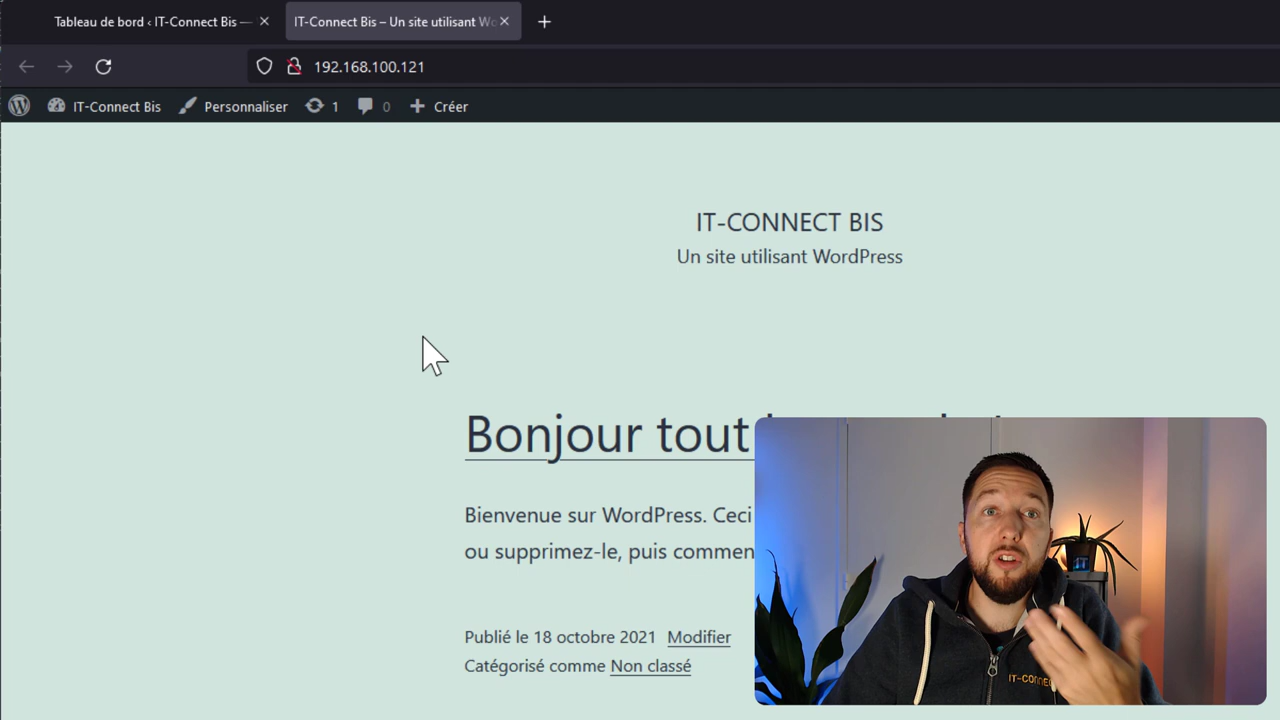 Tableau de bord ‹ IT-Connect Bis —
IT-Connect Bis – Un site utilisant
192.168.100.121
IT-Connect Bis
Personnaliser
1
0
Créer
IT-CONNECT BIS
Un site utilisant WordPress
Bonjour tout
Bienvenue sur WordPress. Ceci
ou supprimez-le, puis commen
Publié le 18 octobre 2021 Modifier
Catégorisé comme Non classé
IT-CONNE